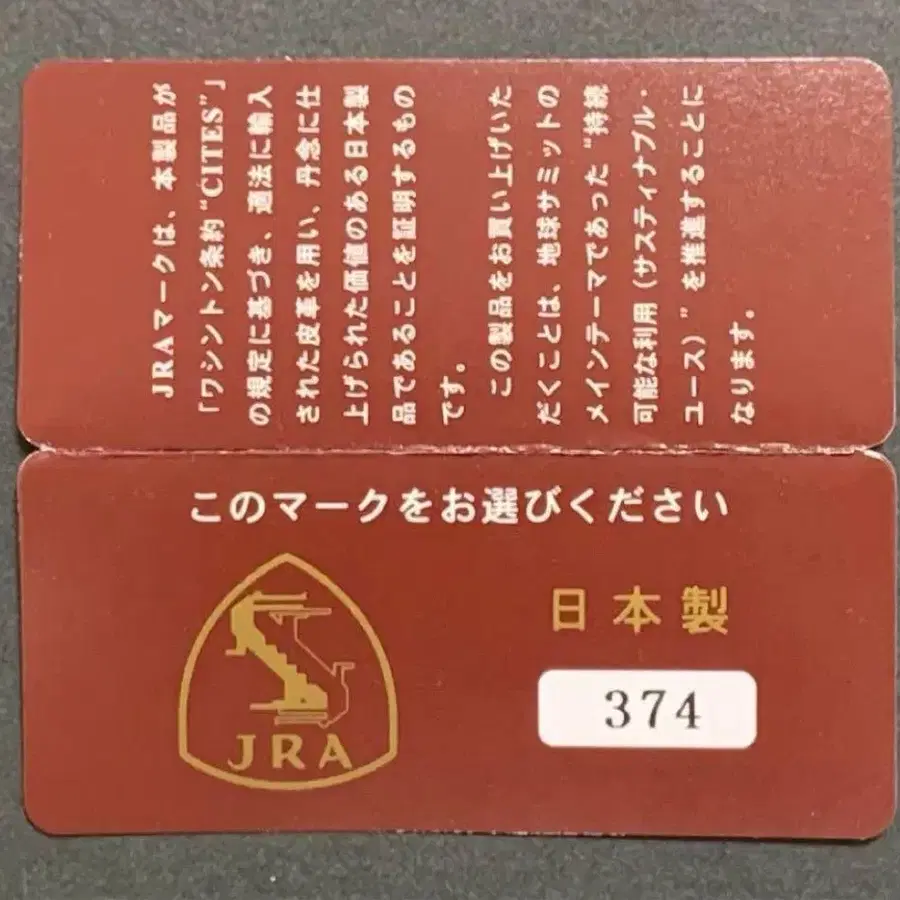 JRAマークは、本製品が
「ワシントン条約“CITES”」
の規定に基づき、適法に輸入
された皮革を用い、丹念に仕
上げられた価値のある日本製
品であることを証明するもの
です。
この製品をお買い上げいた
だくことは、地球サミットの
メインテーマであった“持続
可能な利用（サスティナブル・
ユース）”を推進することに
なります。
このマークをお選びください
JRA
日本製
374